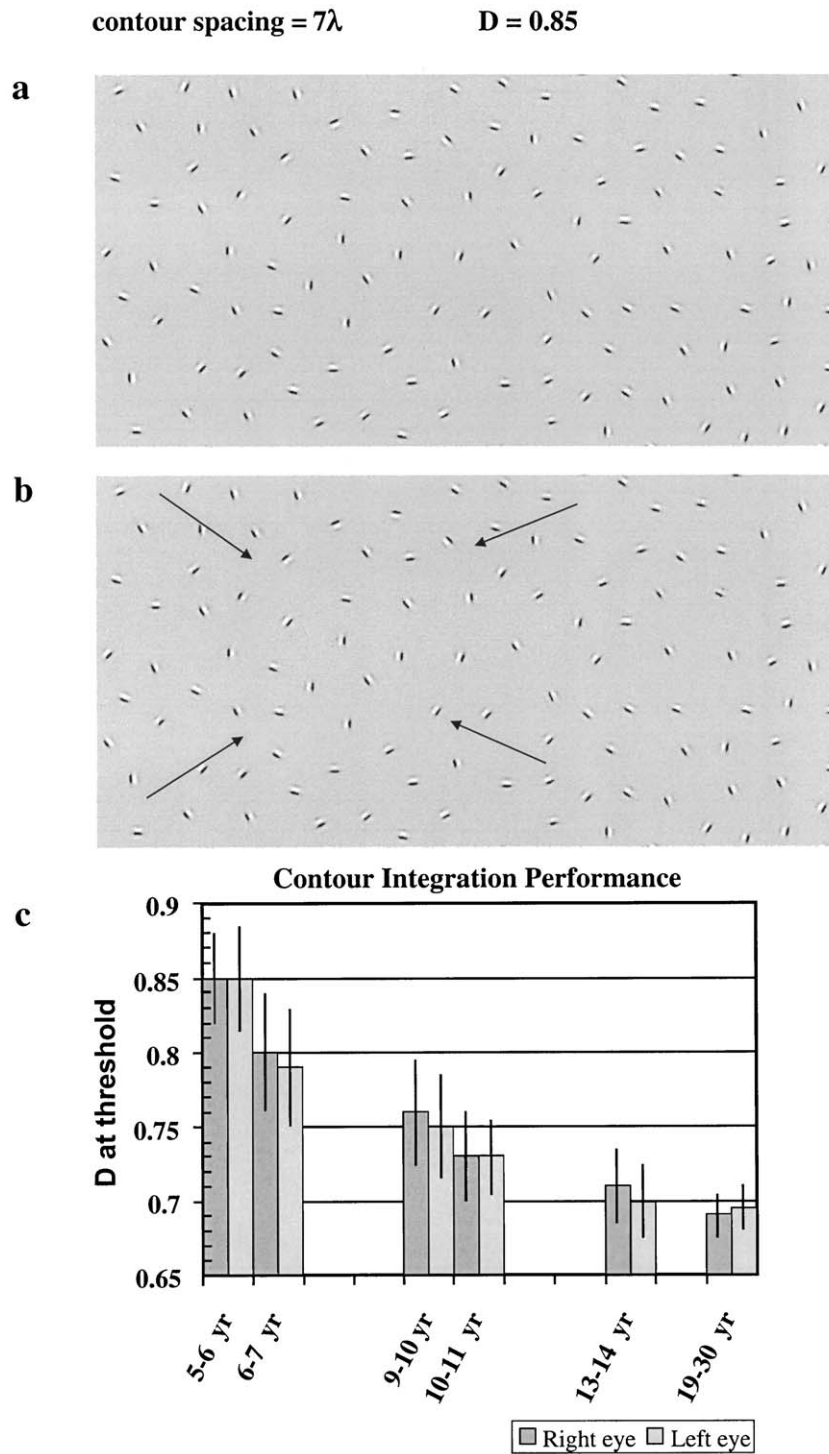 contour spacing = 7λ D = 0.85
a
b
Contour Integration Performance
c
0.9
0.85
0.8
0.75
0.7
0.65
D at threshold
5-6 yr
6-7 yr
9-10 yr
10-11 yr
13-14 yr
19-30 yr
Right eye Left eye